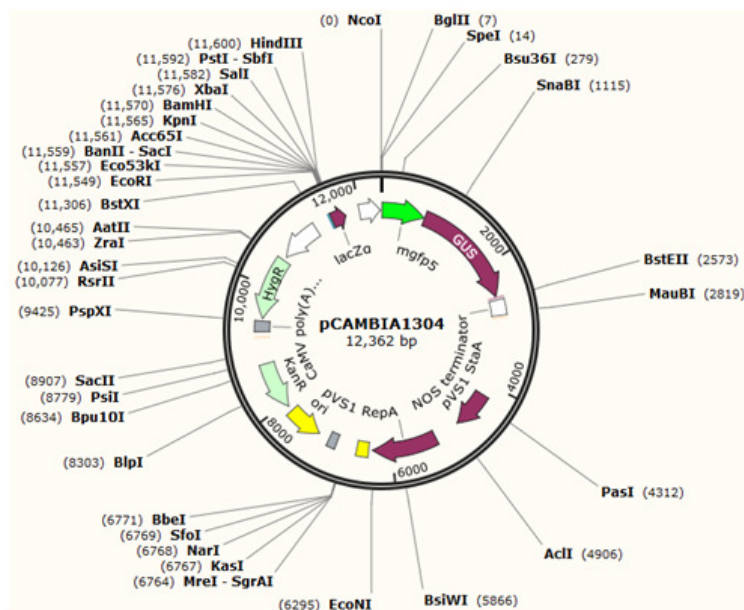 (0) NcoI
BglII (7)
SpeI (14)
Bsu36I (279)
SnaBI (1115)
BstEII (2573)
MauBI (2819)
PasI (4312)
AclI (4906)
BsiWI (5866)
(6295) EcoNI
(6764) MreI - SgrAI
(6767) KasI
(6768) NarI
(6769) SfoI
(6771) BbeI
(8303) BlpI
(8634) Bpu10I
(8779) PsiI
(8907) SacII
(9425) PspXI
(10,077) RsrII
(10,126) AsiSI
(10,463) ZraI
(10,465) AatII
(11,306) BstXI
(11,549) EcoRI
(11,557) Eco53kI
(11,559) BanII - SacI
(11,561) Acc65I
(11,565) KpnI
(11,570) BamHI
(11,576) XbaI
(11,582) SalI
(11,592) PstI - SbfI
(11,600) HindIII
2000
4000
6000
8000
10,000
12,000
lacZα
mgfp5
GUS
NOS terminator
pVS1 StaA
pVS1 RepA
ori
KanR
CaMV poly(A)...
HygR
pCAMBIA1304
12,362 bp